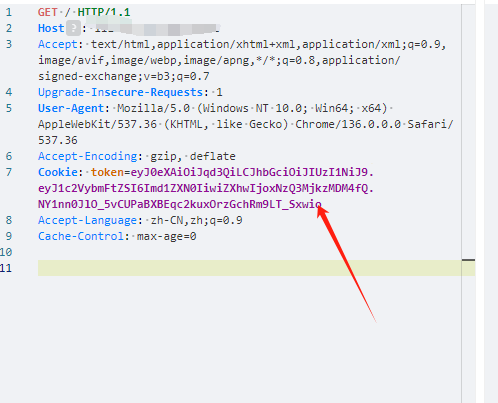 1 GET / HTTP/1.1
2 Host ? :
3 Accept: text/html,application/xhtml+xml,application/xml;q=0.9,
image/avif,image/webp,image/apng,*/*;q=0.8,application/
signed-exchange;v=b3;q=0.7
4 Upgrade-Insecure-Requests: 1
5 User-Agent: Mozilla/5.0 (Windows NT 10.0; Win64; x64)
AppleWebKit/537.36 (KHTML, like Gecko) Chrome/136.0.0.0 Safari/
537.36
6 Accept-Encoding: gzip, deflate
7 Cookie: token=eyJ0eXAiOiJqd3QiLCJhbGciOiJIUzI1NiJ9.
eyJ1c2VybmFtZSI6Imd1ZXN0IiwiZXhwIjoxNzQ3MjkzMDM4fQ.
NY1nn0JlO_5vCUPaBXBEqc2kuxOrzGchRm9LT_Sxwio
8 Accept-Language: zh-CN,zh;q=0.9
9 Cache-Control: max-age=0
10
11